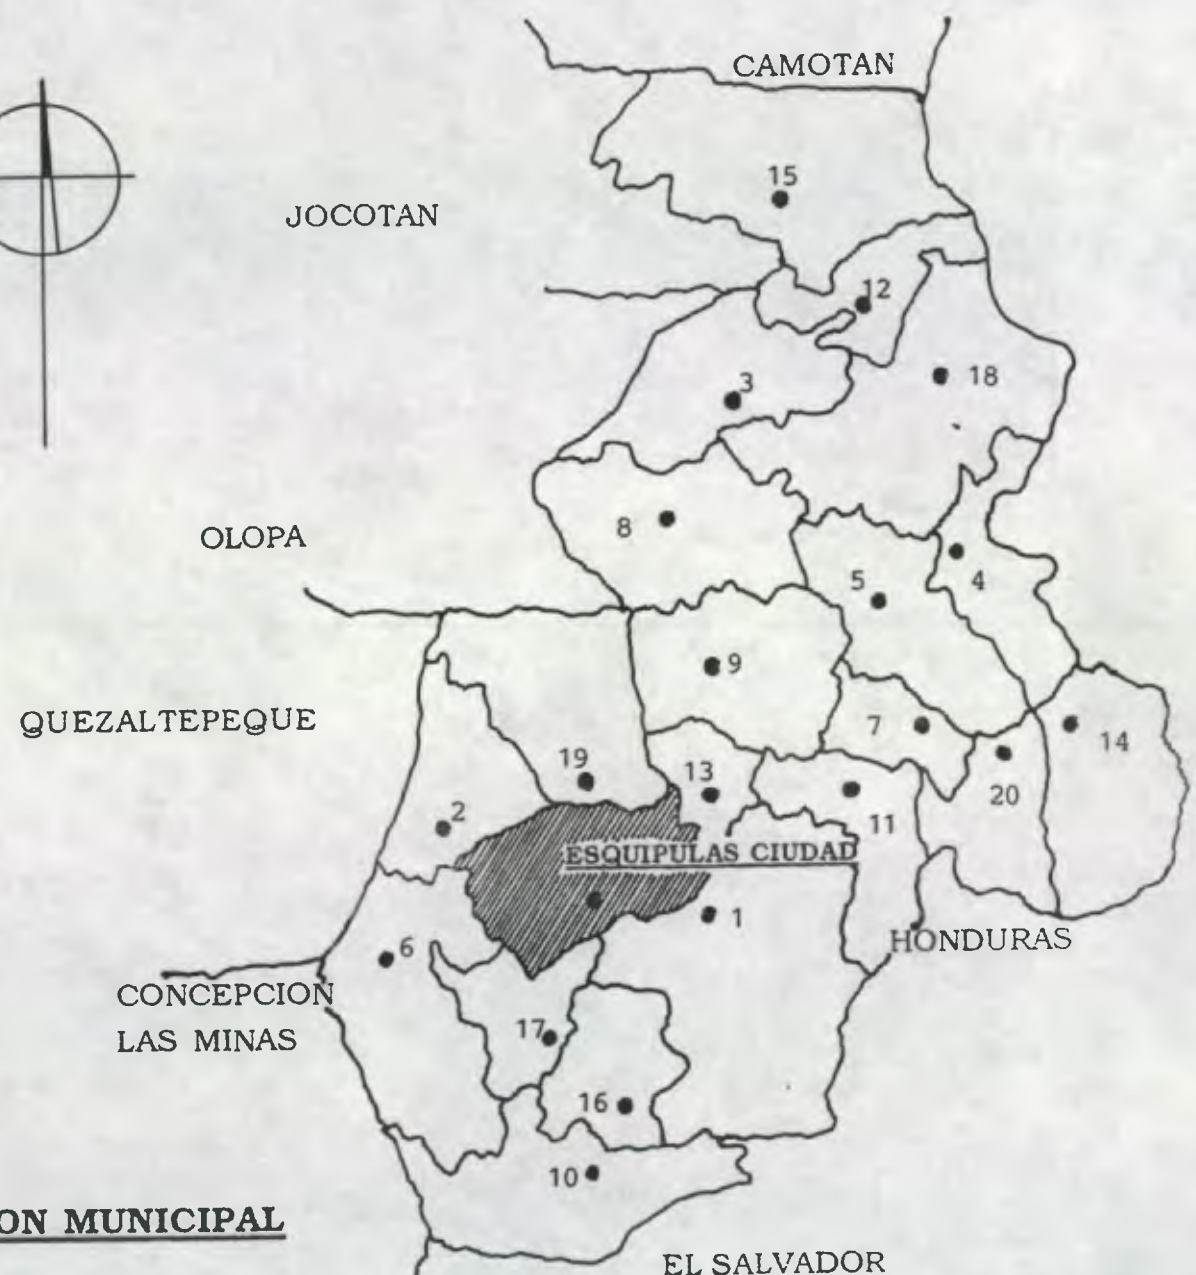 CAMOTAN
15
JOCOTAN
12
3
18
OLOPA
8
5
4
9
QUEZALTEPEQUE
7
14
19
13
20
2
11
ESQUIPULAS CIUDAD
1
HONDURAS
6
CONCEPCION
LAS MINAS
17
16
10
ON MUNICIPAL
EL SALVADOR